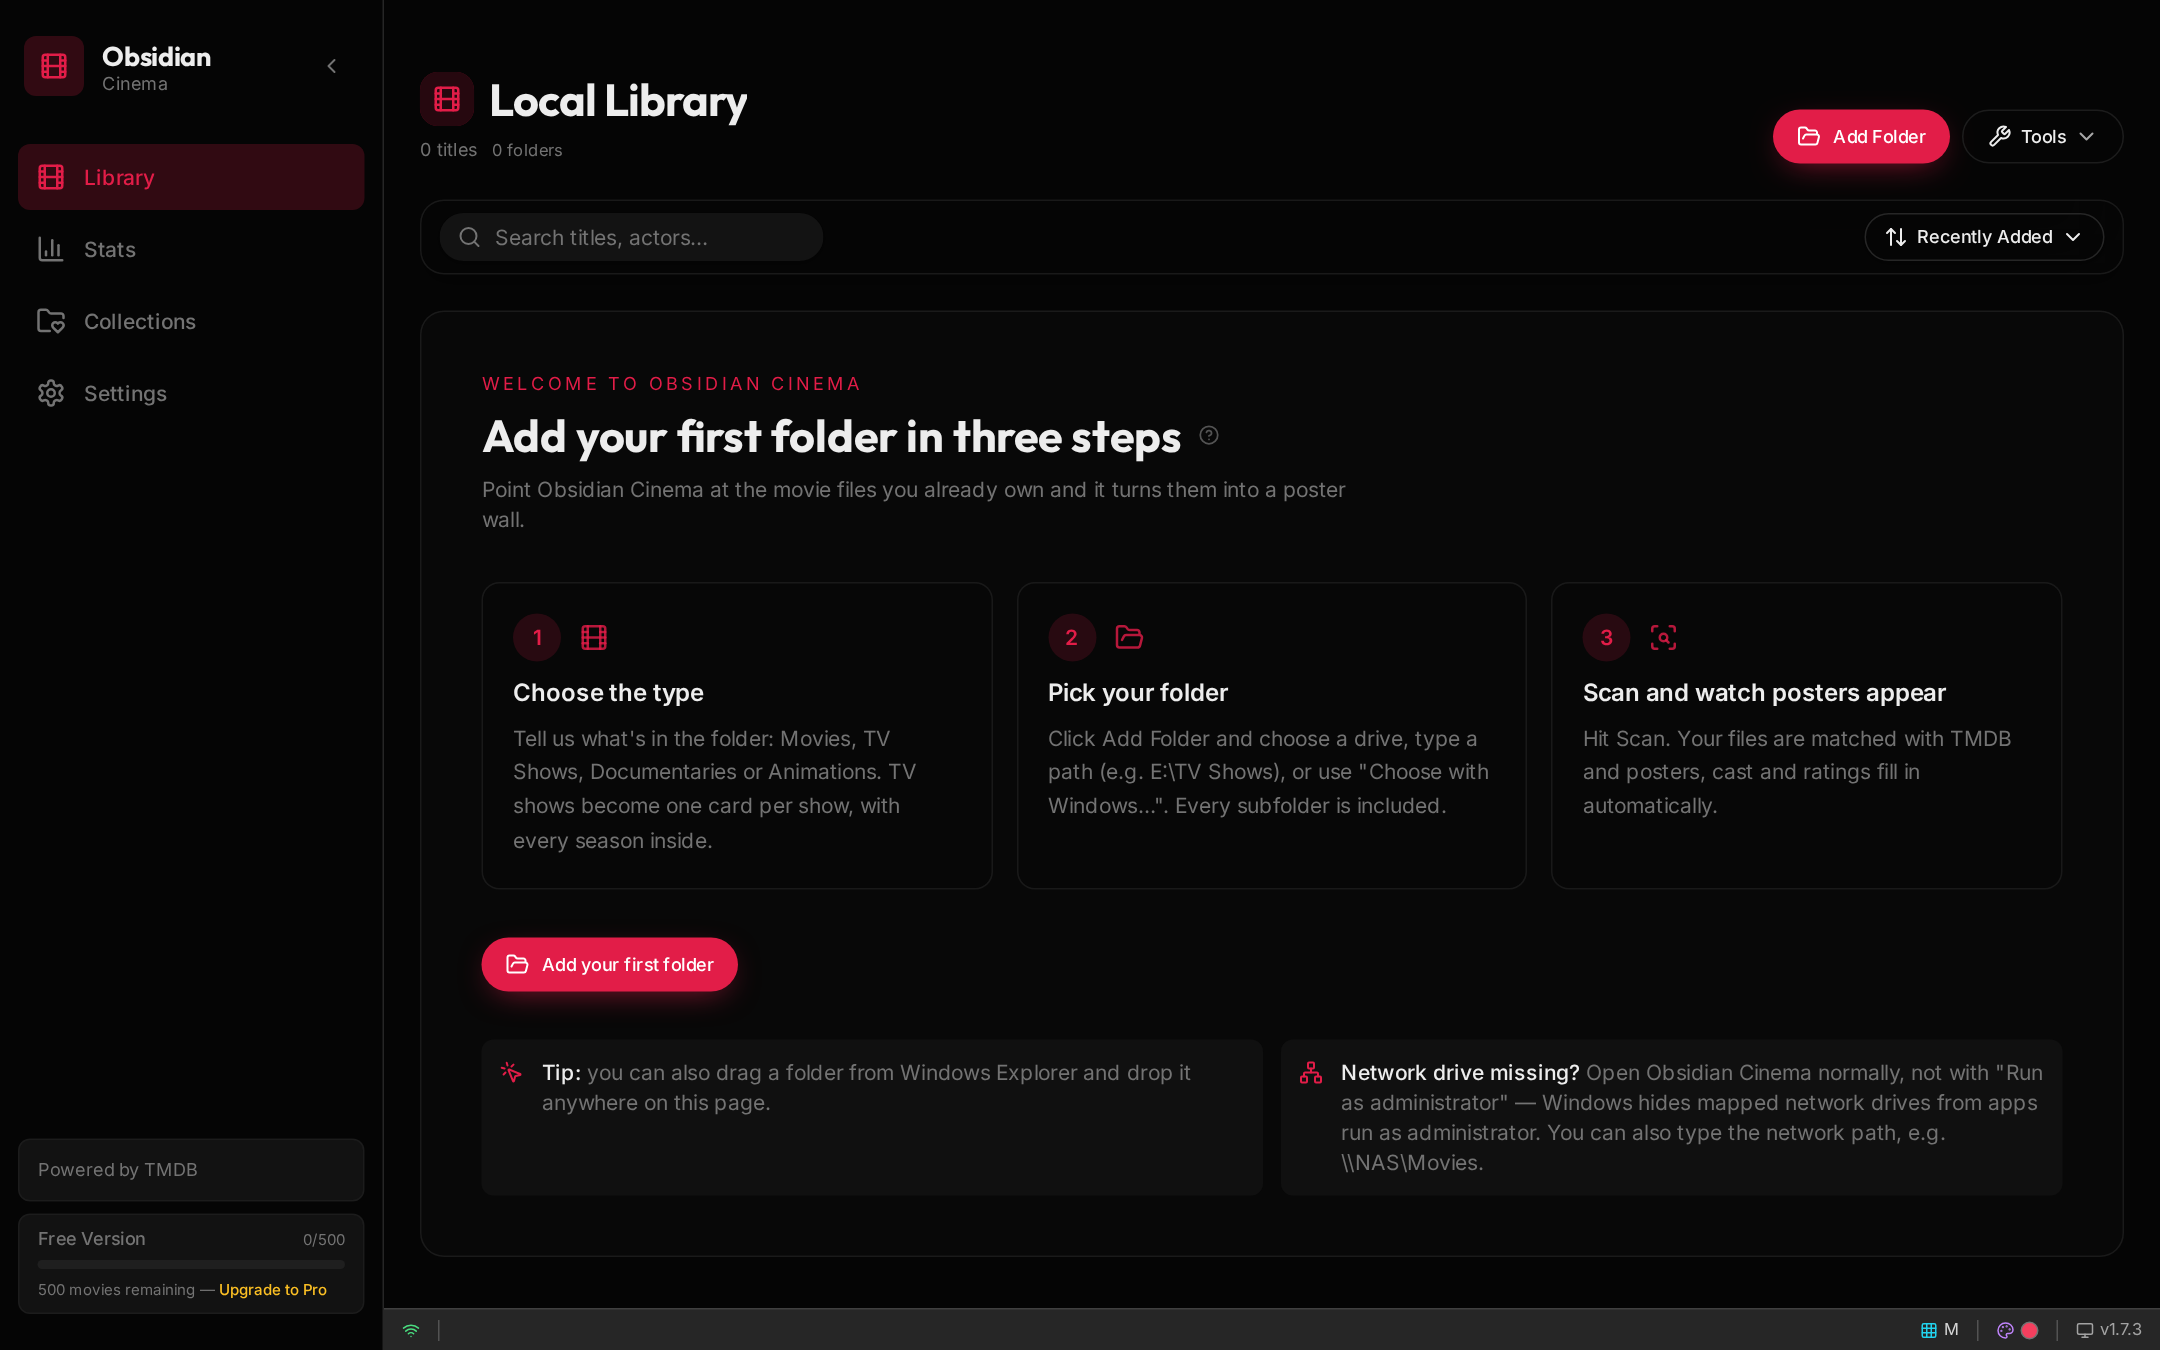 Obsidian
Cinema
Library
Stats
Collections
Settings
Powered by TMDB
Free Version 0/500
500 movies remaining — Upgrade to Pro
Local Library
0 titles 0 folders
Add Folder
Tools
Search titles, actors...
Recently Added
WELCOME TO OBSIDIAN CINEMA
Add your first folder in three steps
Point Obsidian Cinema at the movie files you already own and it turns them into a poster
wall.
1
Choose the type
Tell us what's in the folder: Movies, TV
Shows, Documentaries or Animations. TV
shows become one card per show, with
every season inside.
2
Pick your folder
Click Add Folder and choose a drive, type a
path (e.g. E:\TV Shows), or use "Choose with
Windows...". Every subfolder is included.
3
Scan and watch posters appear
Hit Scan. Your files are matched with TMDB
and posters, cast and ratings fill in
automatically.
Add your first folder
Tip: you can also drag a folder from Windows Explorer and drop it
anywhere on this page.
Network drive missing? Open Obsidian Cinema normally, not with "Run
as administrator" — Windows hides mapped network drives from apps
run as administrator. You can also type the network path, e.g.
\\NAS\Movies.
M
v1.7.3